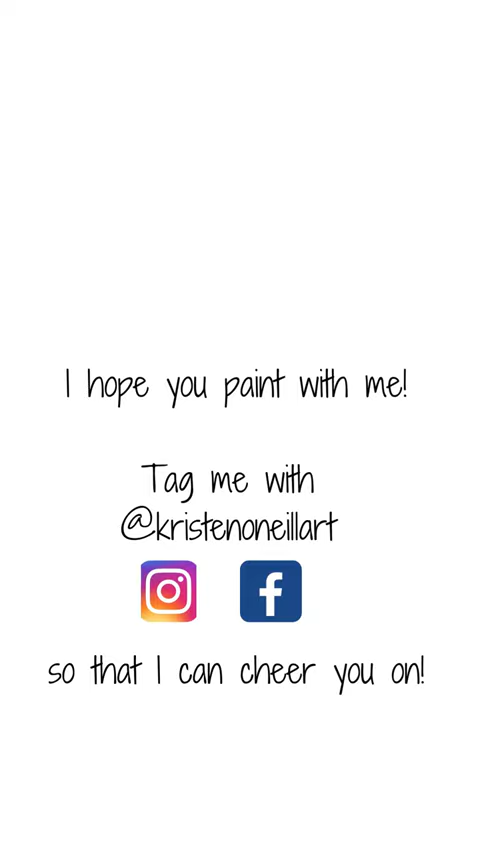 I hope you paint with me!
Tag me with
@kristenoneillart
so that I can cheer you on!